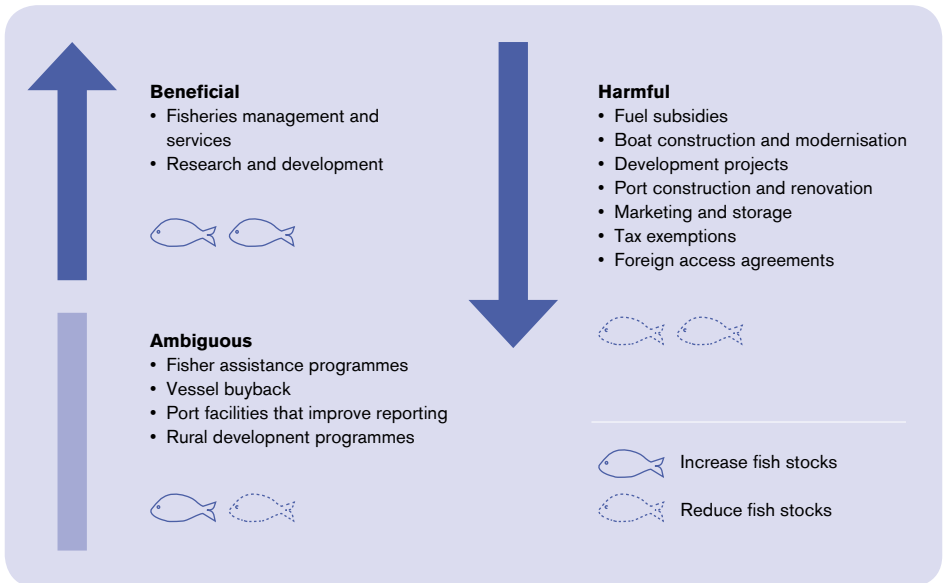 Beneficial
• Fisheries management and
services
• Research and development
Ambiguous
• Fisher assistance programmes
• Vessel buyback
• Port facilities that improve reporting
• Rural developnent programmes
Harmful
• Fuel subsidies
• Boat construction and modernisation
• Development projects
• Port construction and renovation
• Marketing and storage
• Tax exemptions
• Foreign access agreements
Increase fish stocks
Reduce fish stocks